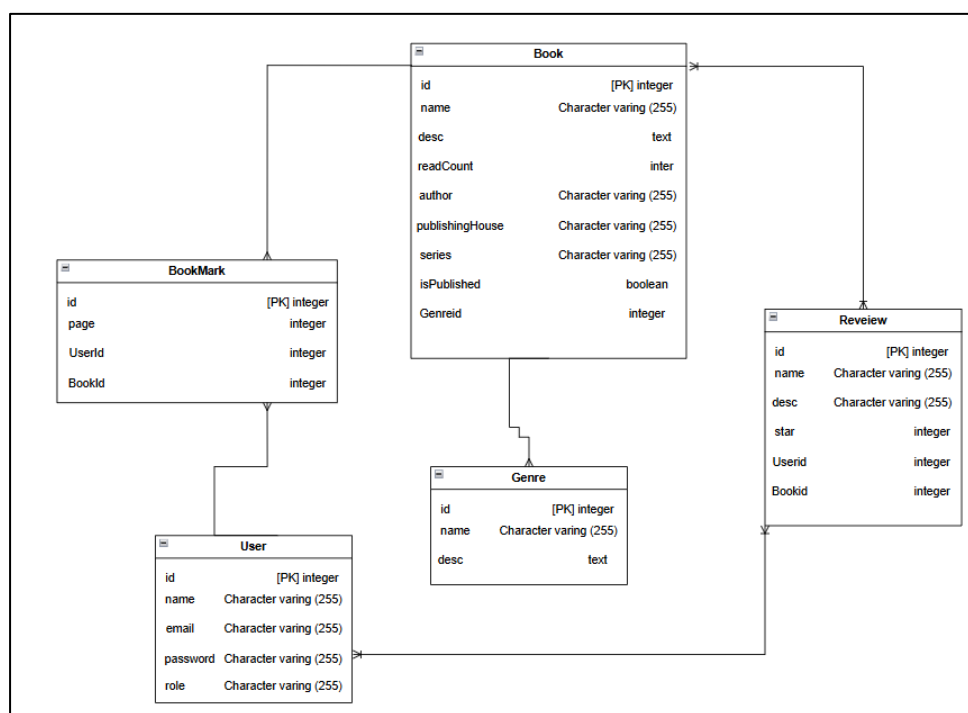 Book
id [PK] integer
name Character varing (255)
desc text
readCount inter
author Character varing (255)
publishingHouse Character varing (255)
series Character varing (255)
isPublished boolean
Genreid integer
BookMark
id [PK] integer
page integer
UserId integer
BookId integer
Reveiew
id [PK] integer
name Character varing (255)
desc Character varing (255)
star integer
Userid integer
Bookid integer
Genre
id [PK] integer
name Character varing (255)
desc text
User
id [PK] integer
name Character varing (255)
email Character varing (255)
password Character varing (255)
role Character varing (255)